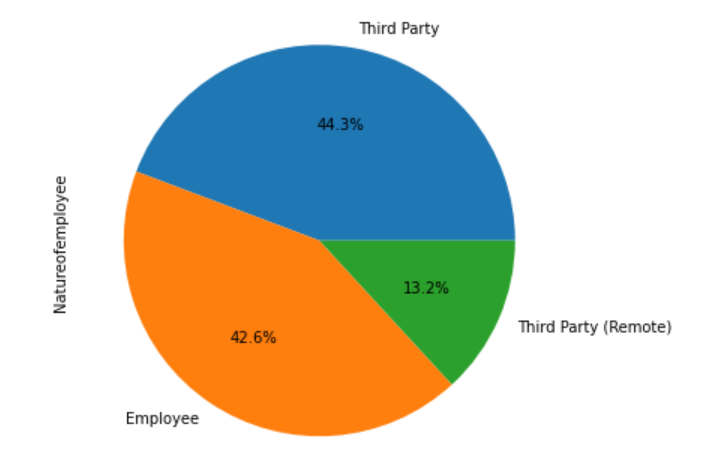 Third Party
44.3%
Natureofemployee
13.2%
Third Party (Remote)
42.6%
Employee